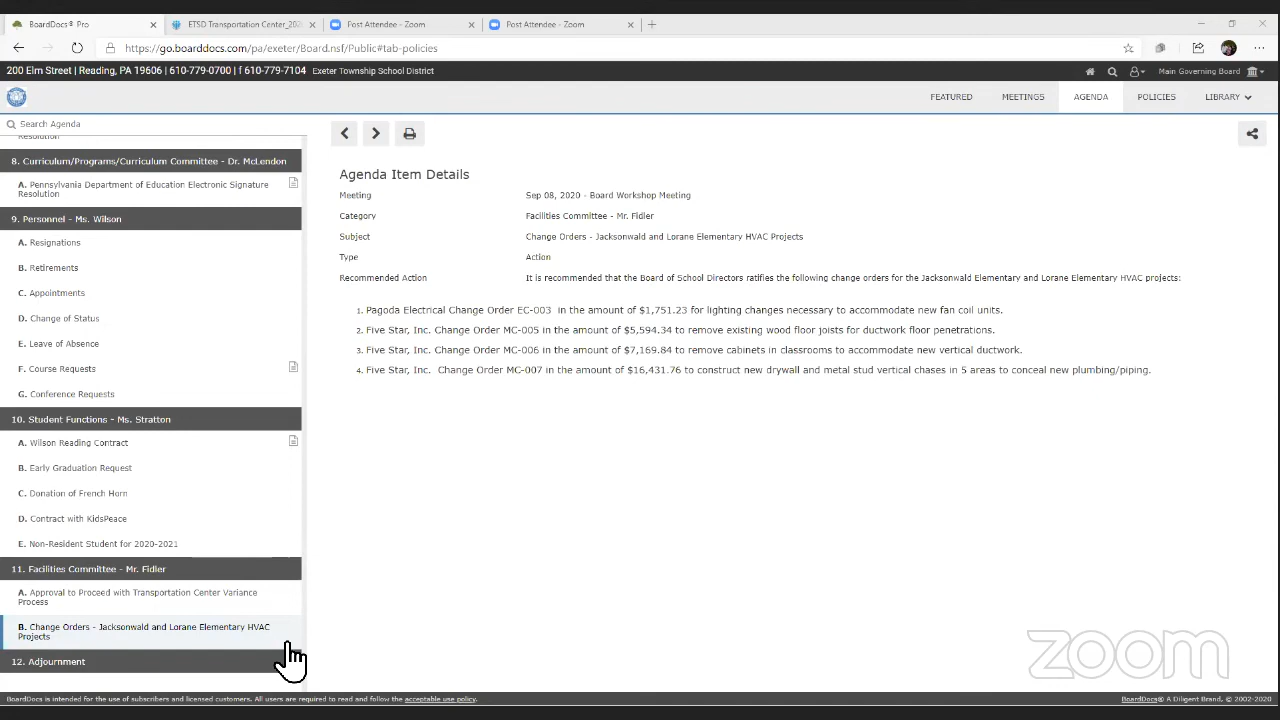 BoardDocs® Pro
ETSD Transportation Center_202
Post Attendee - Zoom
Post Attendee - Zoom
https://go.boarddocs.com/pa/exeter/Board.nsf/Public#tab-policies
200 Elm Street | Reading, PA 19606 | 610-779-0700 | f 610-779-7104 Exeter Township School District
Main Governing Board
FEATURED
MEETINGS
AGENDA
POLICIES
LIBRARY
Search Agenda
Resolution
8. Curriculum/Programs/Curriculum Committee - Dr. McLendon
A. Pennsylvania Department of Education Electronic Signature
Resolution
9. Personnel - Ms. Wilson
A. Resignations
B. Retirements
C. Appointments
D. Change of Status
E. Leave of Absence
F. Course Requests
G. Conference Requests
10. Student Functions - Ms. Stratton
A. Wilson Reading Contract
B. Early Graduation Request
C. Donation of French Horn
D. Contract with KidsPeace
E. Non-Resident Student for 2020-2021
11. Facilities Committee - Mr. Fidler
A. Approval to Proceed with Transportation Center Variance
Process
B. Change Orders - Jacksonwald and Lorane Elementary HVAC
Projects
12. Adjournment
Agenda Item Details
Meeting Sep 08, 2020 - Board Workshop Meeting
Category Facilities Committee - Mr. Fidler
Subject Change Orders - Jacksonwald and Lorane Elementary HVAC Projects
Type Action
Recommended Action It is recommended that the Board of School Directors ratifies the following change orders for the Jacksonwald Elementary and Lorane Elementary HVAC projects:
1. Pagoda Electrical Change Order EC-003 in the amount of $1,751.23 for lighting changes necessary to accommodate new fan coil units.
2. Five Star, Inc. Change Order MC-005 in the amount of $5,594.34 to remove existing wood floor joists for ductwork floor penetrations.
3. Five Star, Inc. Change Order MC-006 in the amount of $7,169.84 to remove cabinets in classrooms to accommodate new vertical ductwork.
4. Five Star, Inc. Change Order MC-007 in the amount of $16,431.76 to construct new drywall and metal stud vertical chases in 5 areas to conceal new plumbing/piping.
zoom
BoardDocs is intended for the use of subscribers and licensed customers. All users are required to read and follow the acceptable use policy.
BoardDocs® A Diligent Brand, © 2002-2020